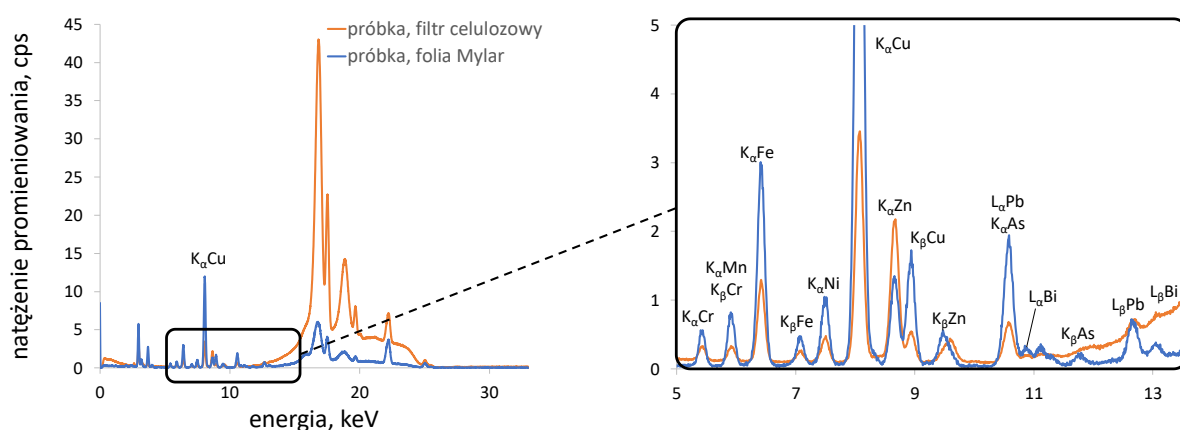 natężenie promieniowania, cps
45
40
35
30
25
20
15
10
5
0
próbka, filtr celulozowy
próbka, folia Mylar
KαCu
0 10 20 30
energia, keV
5
4
3
2
1
0
KαCu
KαFe
KαZn
LαPb
KαAs
KβCu
KαMn
KβCr
KαNi
LαBi
KαCr
KβFe
KβZn
KβAs
LβPb
LβBi
5 7 9 11 13